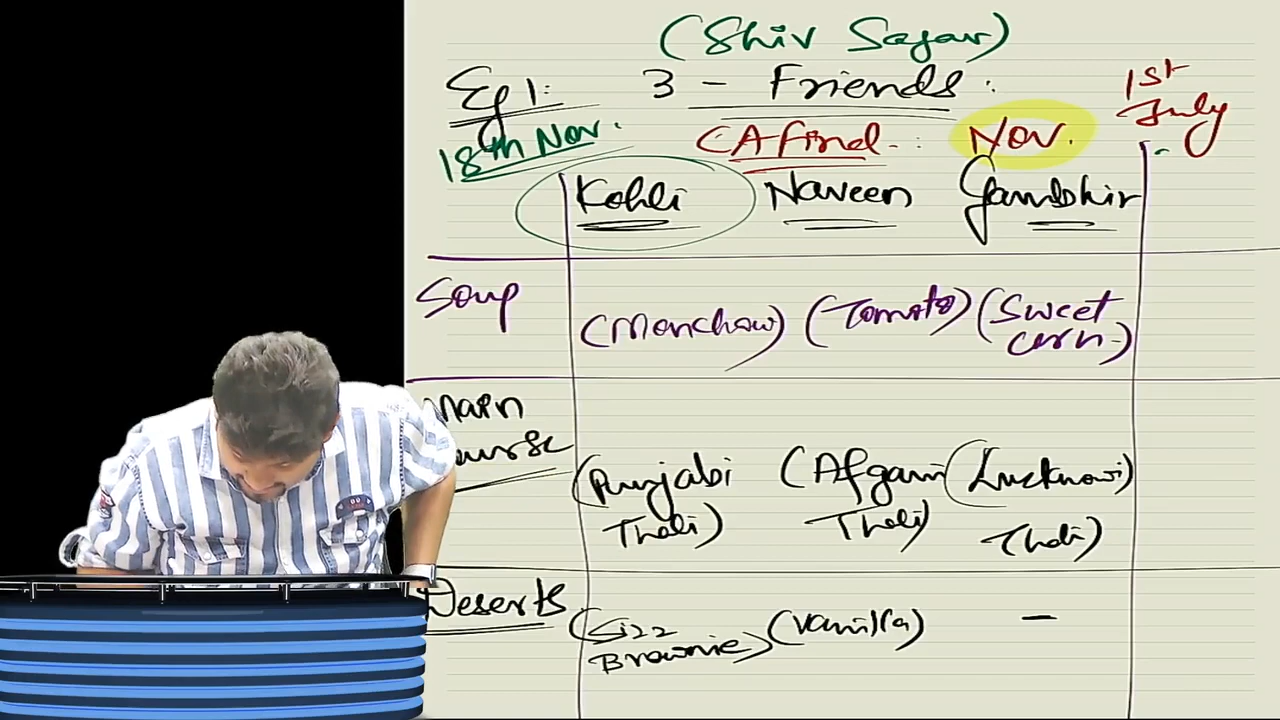 (Shiv Sagar)
Eg 1: 3 - Friends :
1st July
18th Nov. CA Final. : Nov.
Kohli Naveen Gambhir
Soup (Manchow) (Tomato) (Sweet corn)
Main Course (Punjabi Thali) (Afgani Thali) (Lucknowi Thali)
Deserts (Sizz Brownie) (Vanilla) -